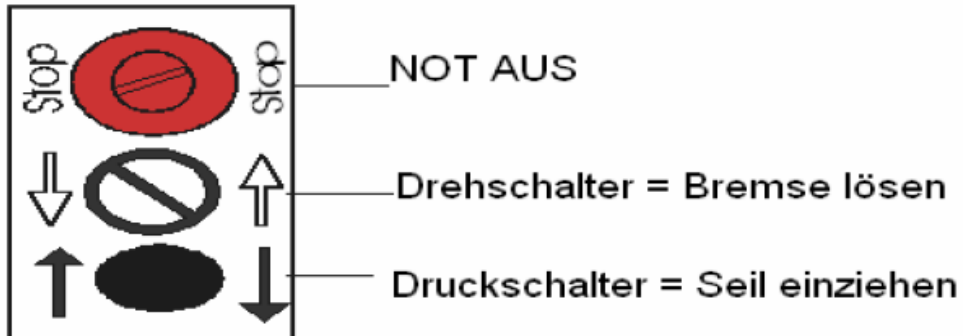 Stop
Stop
NOT AUS
Drehschalter = Bremse lösen
Druckschalter = Seil einziehen